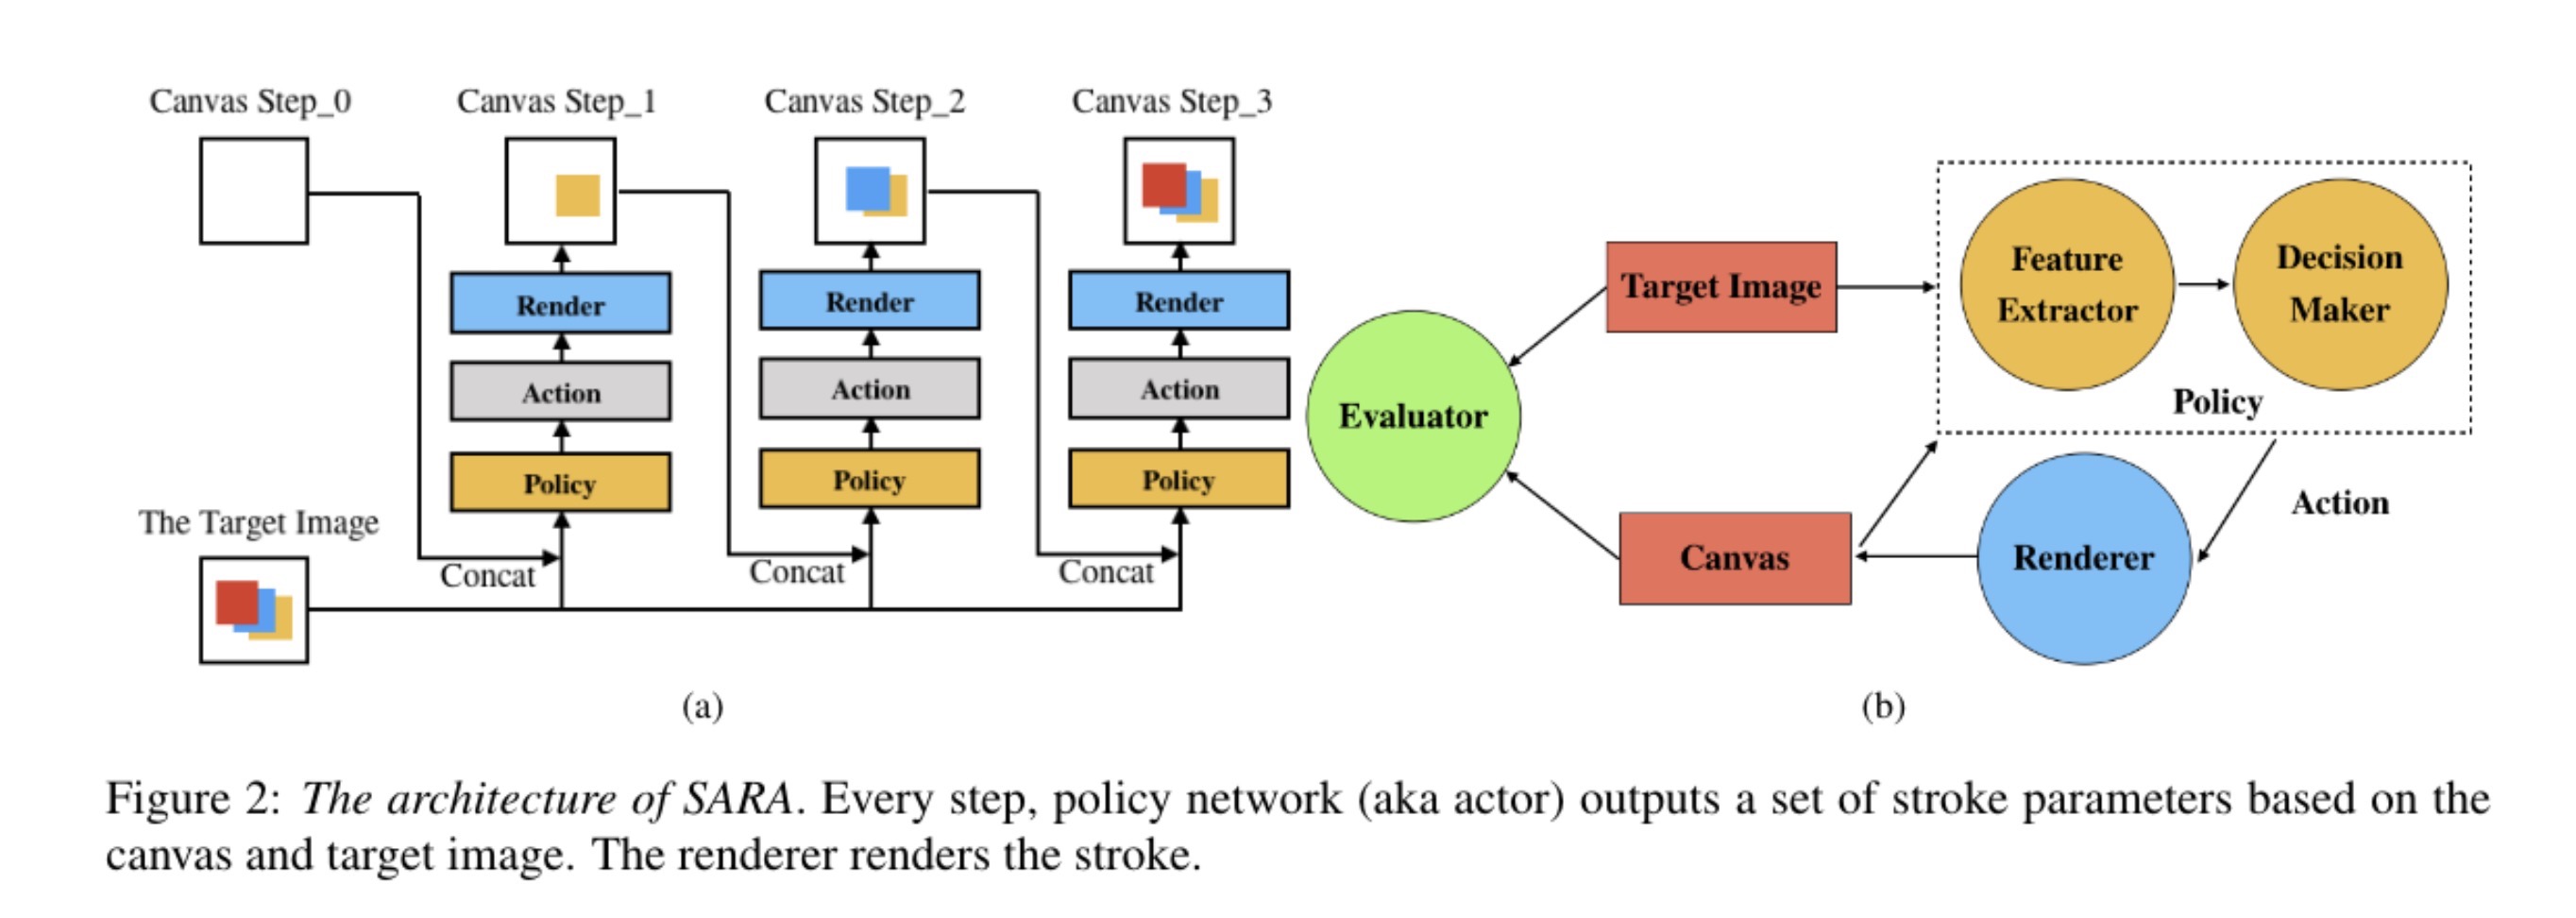 Canvas Step_0
Canvas Step_1
Canvas Step_2
Canvas Step_3
Render
Render
Render
Action
Action
Action
Policy
Policy
Policy
The Target Image
Concat
Concat
Concat
(a)
Target Image
Feature
Extractor
Decision
Maker
Policy
Evaluator
Action
Canvas
Renderer
(b)
Figure 2: The architecture of SARA. Every step, policy network (aka actor) outputs a set of stroke parameters based on the
canvas and target image. The renderer renders the stroke.